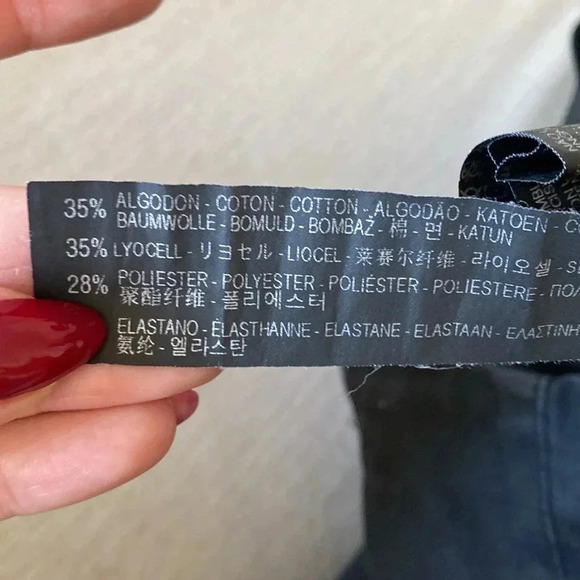 35% ALGODON - COTON - COTTON - ALGODÃO - KATOEN -
BAUMWOLLE - BOMULD - BOMBAŽ - 棉 - 면 - KATUN
35% LYOCELL - リヨセル - LIOCEL - 莱赛尔纤维 - 라이오셀 -
28% POLIESTER - POLYESTER - POLIÉSTER - POLIESTERE -
聚酯纤维 - 폴리에스터
ELASTANO - ÉLASTHANNE - ELASTANE - ELASTAAN -
氨纶 - 엘라스탄